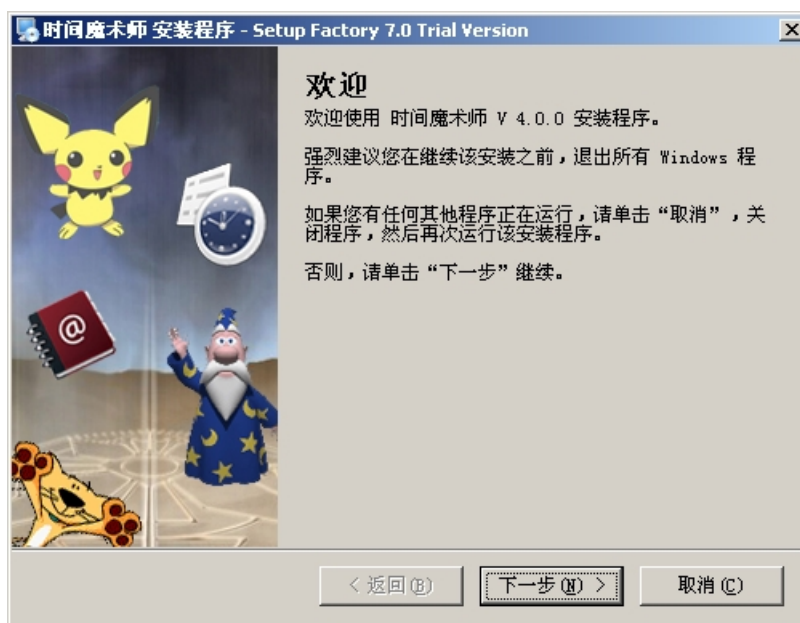 时间魔术师 安装程序 - Setup Factory 7.0 Trial Version
欢迎
欢迎使用 时间魔术师 V 4.0.0 安装程序。
强烈建议您在继续该安装之前，退出所有 Windows 程
序。
如果您有任何其他程序正在运行，请单击“取消”，关
闭程序，然后再次运行该安装程序。
否则，请单击“下一步”继续。
@
< 返回(B)
下一步(N) >
取消(C)